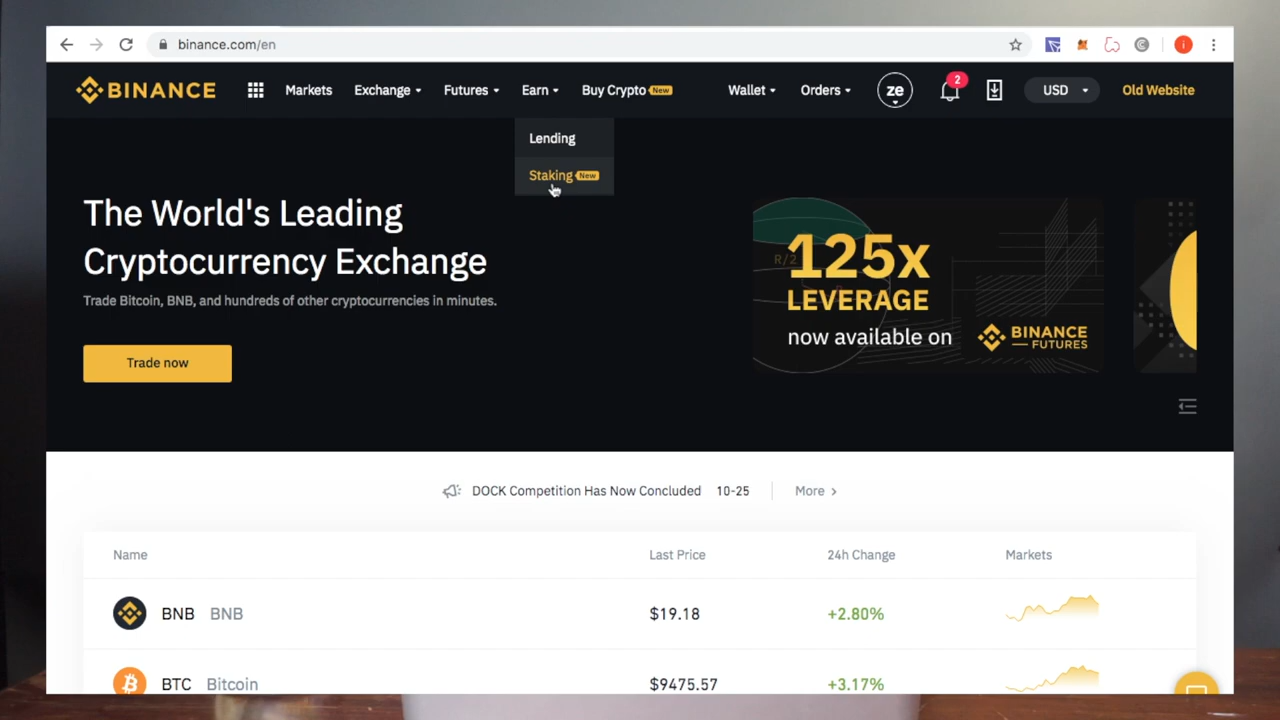 binance.com/en
i
BINANCE Markets Exchange Futures Earn Buy Crypto New Wallet Orders ze 2 USD Old Website
Lending
Staking New
The World's Leading
Cryptocurrency Exchange
Trade Bitcoin, BNB, and hundreds of other cryptocurrencies in minutes.
Trade now
R/2
125x
LEVERAGE
now available on
BINANCE
FUTURES
DOCK Competition Has Now Concluded 10-25 More
Name Last Price 24h Change Markets
BNB BNB $19.18 +2.80%
BTC Bitcoin $9475.57 +3.17%